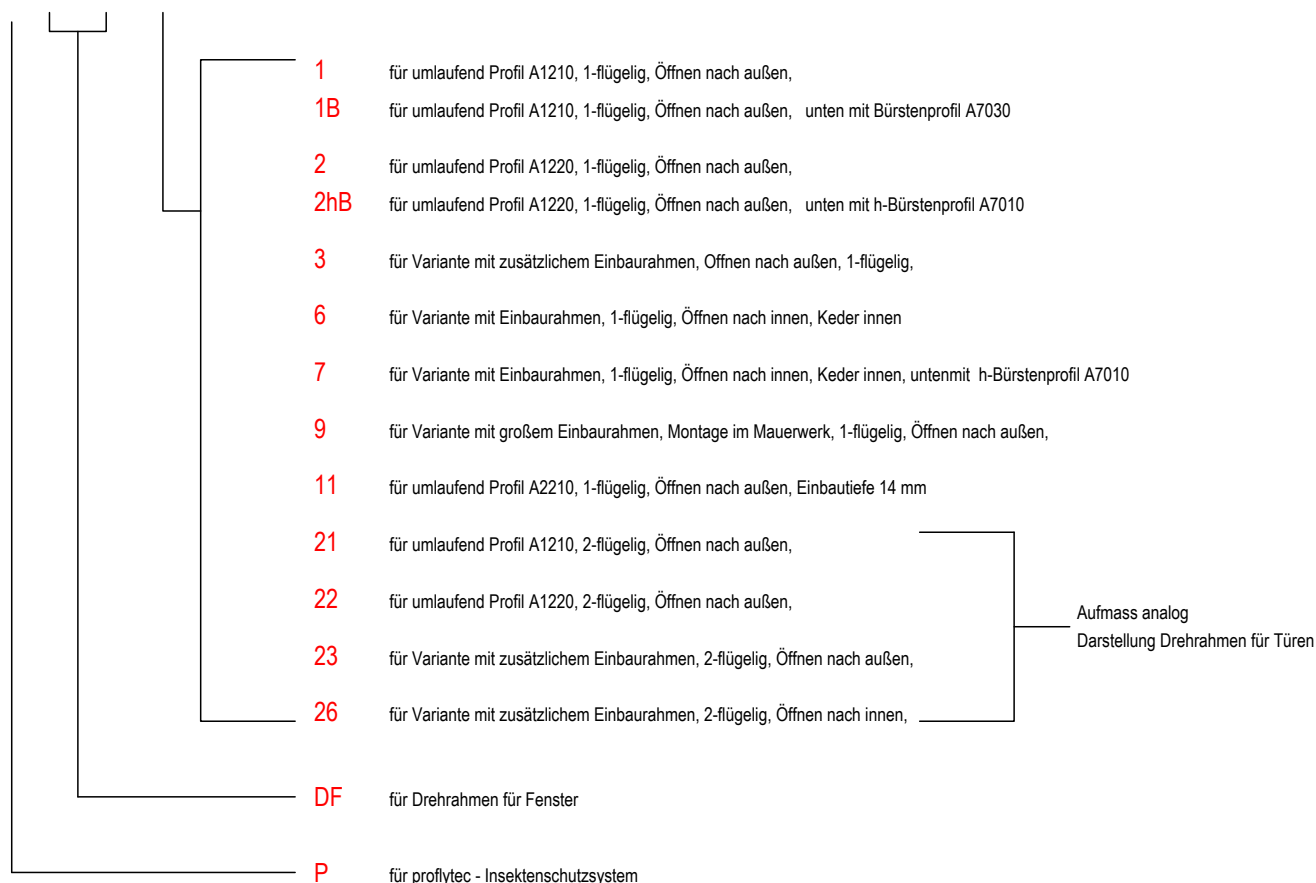 1 für umlaufend Profil A1210, 1-flügelig, Öffnen nach außen,
1B für umlaufend Profil A1210, 1-flügelig, Öffnen nach außen, unten mit Bürstenprofil A7030
2 für umlaufend Profil A1220, 1-flügelig, Öffnen nach außen,
2hB für umlaufend Profil A1220, 1-flügelig, Öffnen nach außen, unten mit h-Bürstenprofil A7010
3 für Variante mit zusätzlichem Einbaurahmen, Offnen nach außen, 1-flügelig,
6 für Variante mit Einbaurahmen, 1-flügelig, Öffnen nach innen, Keder innen
7 für Variante mit Einbaurahmen, 1-flügelig, Öffnen nach innen, Keder innen, untenmit h-Bürstenprofil A7010
9 für Variante mit großem Einbaurahmen, Montage im Mauerwerk, 1-flügelig, Öffnen nach außen,
11 für umlaufend Profil A2210, 1-flügelig, Öffnen nach außen, Einbautiefe 14 mm
21 für umlaufend Profil A1210, 2-flügelig, Öffnen nach außen,
22 für umlaufend Profil A1220, 2-flügelig, Öffnen nach außen,
Aufmass analog
Darstellung Drehrahmen für Türen
23 für Variante mit zusätzlichem Einbaurahmen, 2-flügelig, Öffnen nach außen,
26 für Variante mit zusätzlichem Einbaurahmen, 2-flügelig, Öffnen nach innen,
DF für Drehrahmen für Fenster
P für proflytec - Insektenschutzsystem